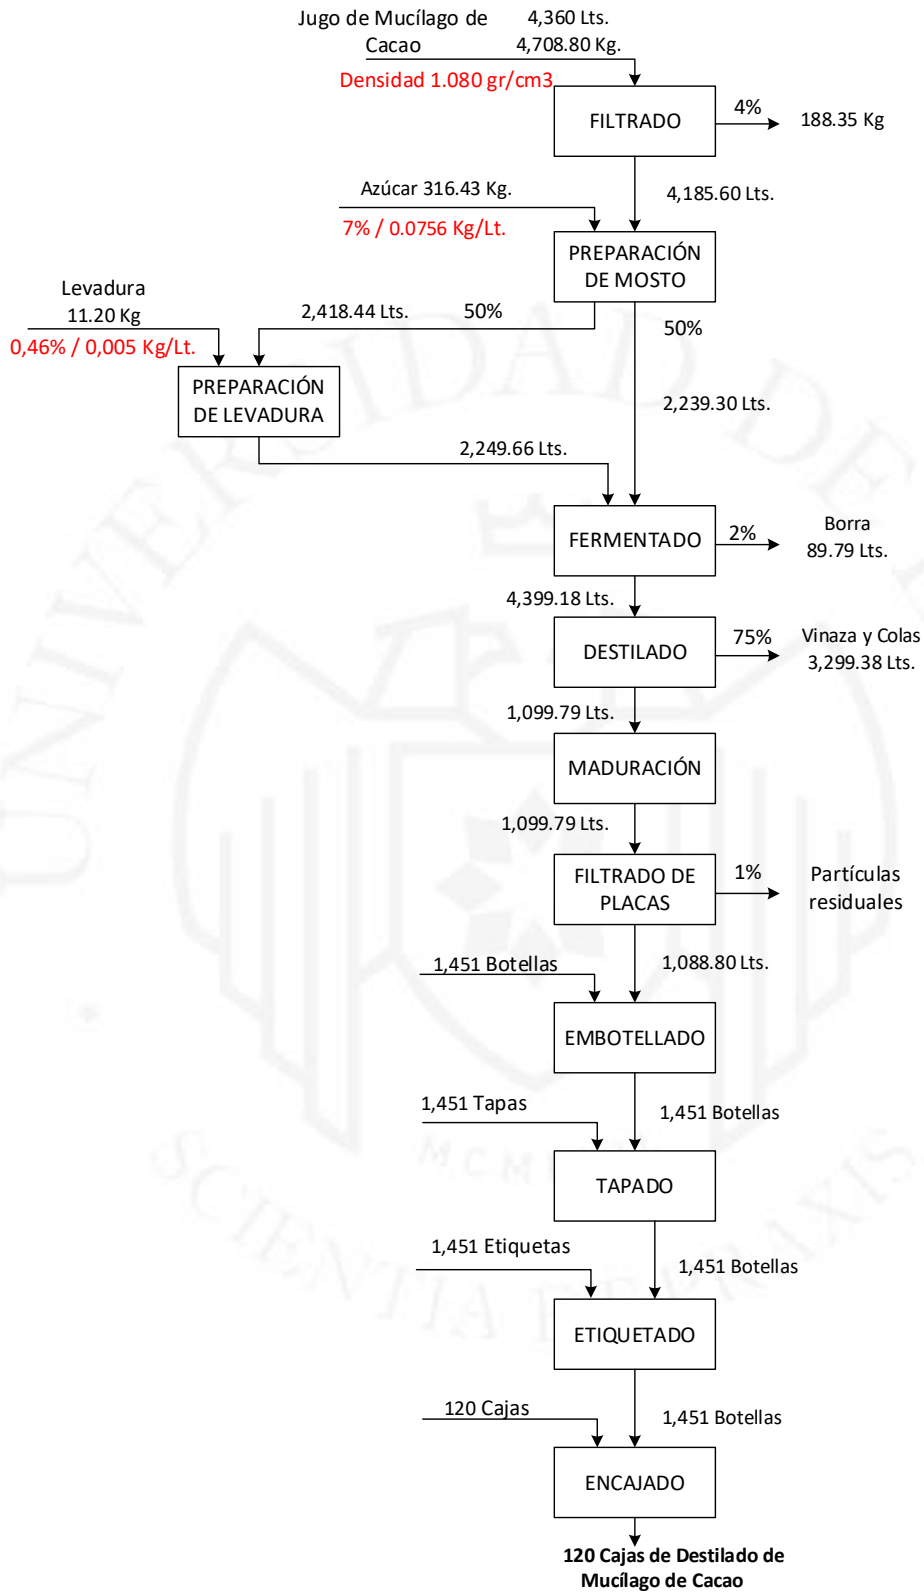 Jugo de Mucílago de
Cacao
4,360 Lts.
4,708.80 Kg.
Densidad 1.080 gr/cm3
FILTRADO
4%
188.35 Kg
4,185.60 Lts.
Azúcar 316.43 Kg.
7% / 0.0756 Kg/Lt.
PREPARACIÓN
DE MOSTO
Levadura
11.20 Kg
0,46% / 0,005 Kg/Lt.
2,418.44 Lts.
50%
50%
PREPARACIÓN
DE LEVADURA
2,239.30 Lts.
2,249.66 Lts.
FERMENTADO
2%
Borra
89.79 Lts.
4,399.18 Lts.
DESTILADO
75%
Vinaza y Colas
3,299.38 Lts.
1,099.79 Lts.
MADURACIÓN
1,099.79 Lts.
FILTRADO DE
PLACAS
1%
Partículas
residuales
1,088.80 Lts.
1,451 Botellas
EMBOTELLADO
1,451 Tapas
1,451 Botellas
TAPADO
1,451 Etiquetas
1,451 Botellas
ETIQUETADO
120 Cajas
1,451 Botellas
ENCAJADO
120 Cajas de Destilado de
Mucílago de Cacao
UNIVERSIDAD DE
SCIENTIA ET PRAXIS